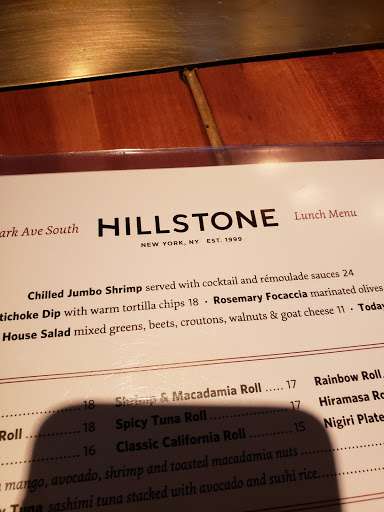 ark Ave South HILLSTONE Lunch Menu
NEW YORK, NY EST. 1999
Chilled Jumbo Shrimp served with cocktail and rémoulade sauces 24
tichoke Dip with warm tortilla chips 18 · Rosemary Focaccia marinated olives
House Salad mixed greens, beets, croutons, walnuts & goat cheese 11 · Today
18 Shrimp & Macadamia Roll ..... 17 Rainbow Roll
Roll ........ 18 Spicy Tuna Roll ........ 17 Hiramasa Ro
16 Classic California Roll ........ 15 Nigiri Plate
mango, avocado, shrimp and toasted macadamia nuts
Tuna sashimi tuna stacked with avocado and sushi rice